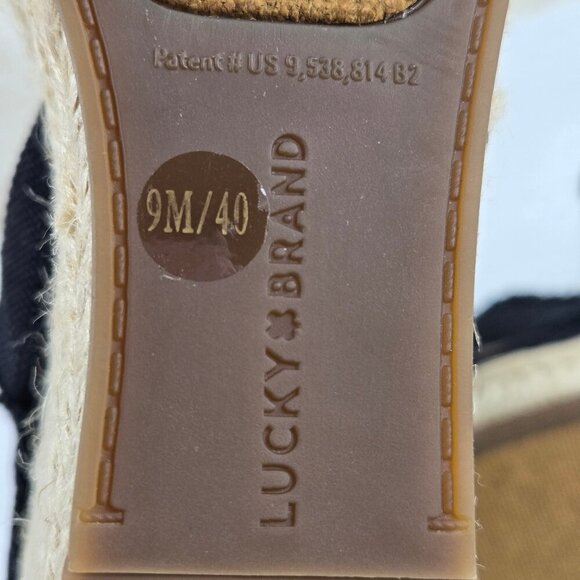 Patent # US 9,538,814 B2
9M/40
LUCKY BRAND